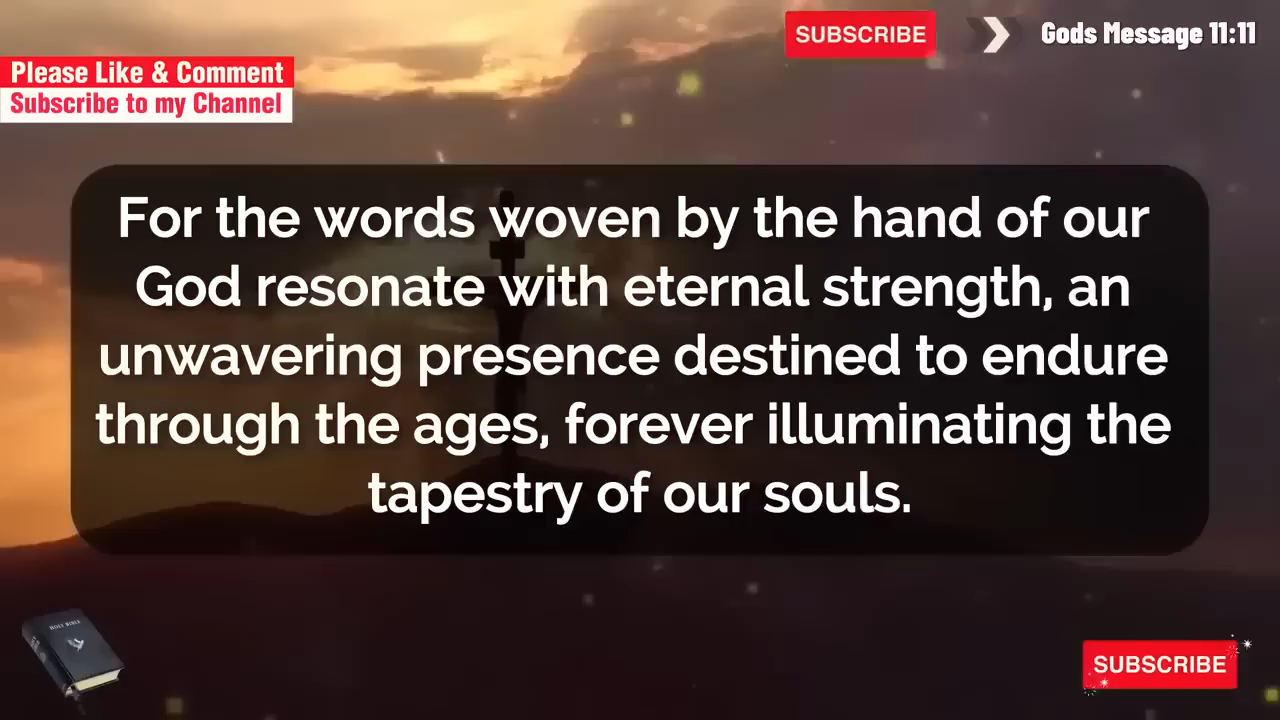 SUBSCRIBE
Gods Message 11:11
Please Like & Comment
Subscribe to my Channel
For the words woven by the hand of our
God resonate with eternal strength, an
unwavering presence destined to endure
through the ages, forever illuminating the
tapestry of our souls.
HOLY BIBLE
SUBSCRIBE